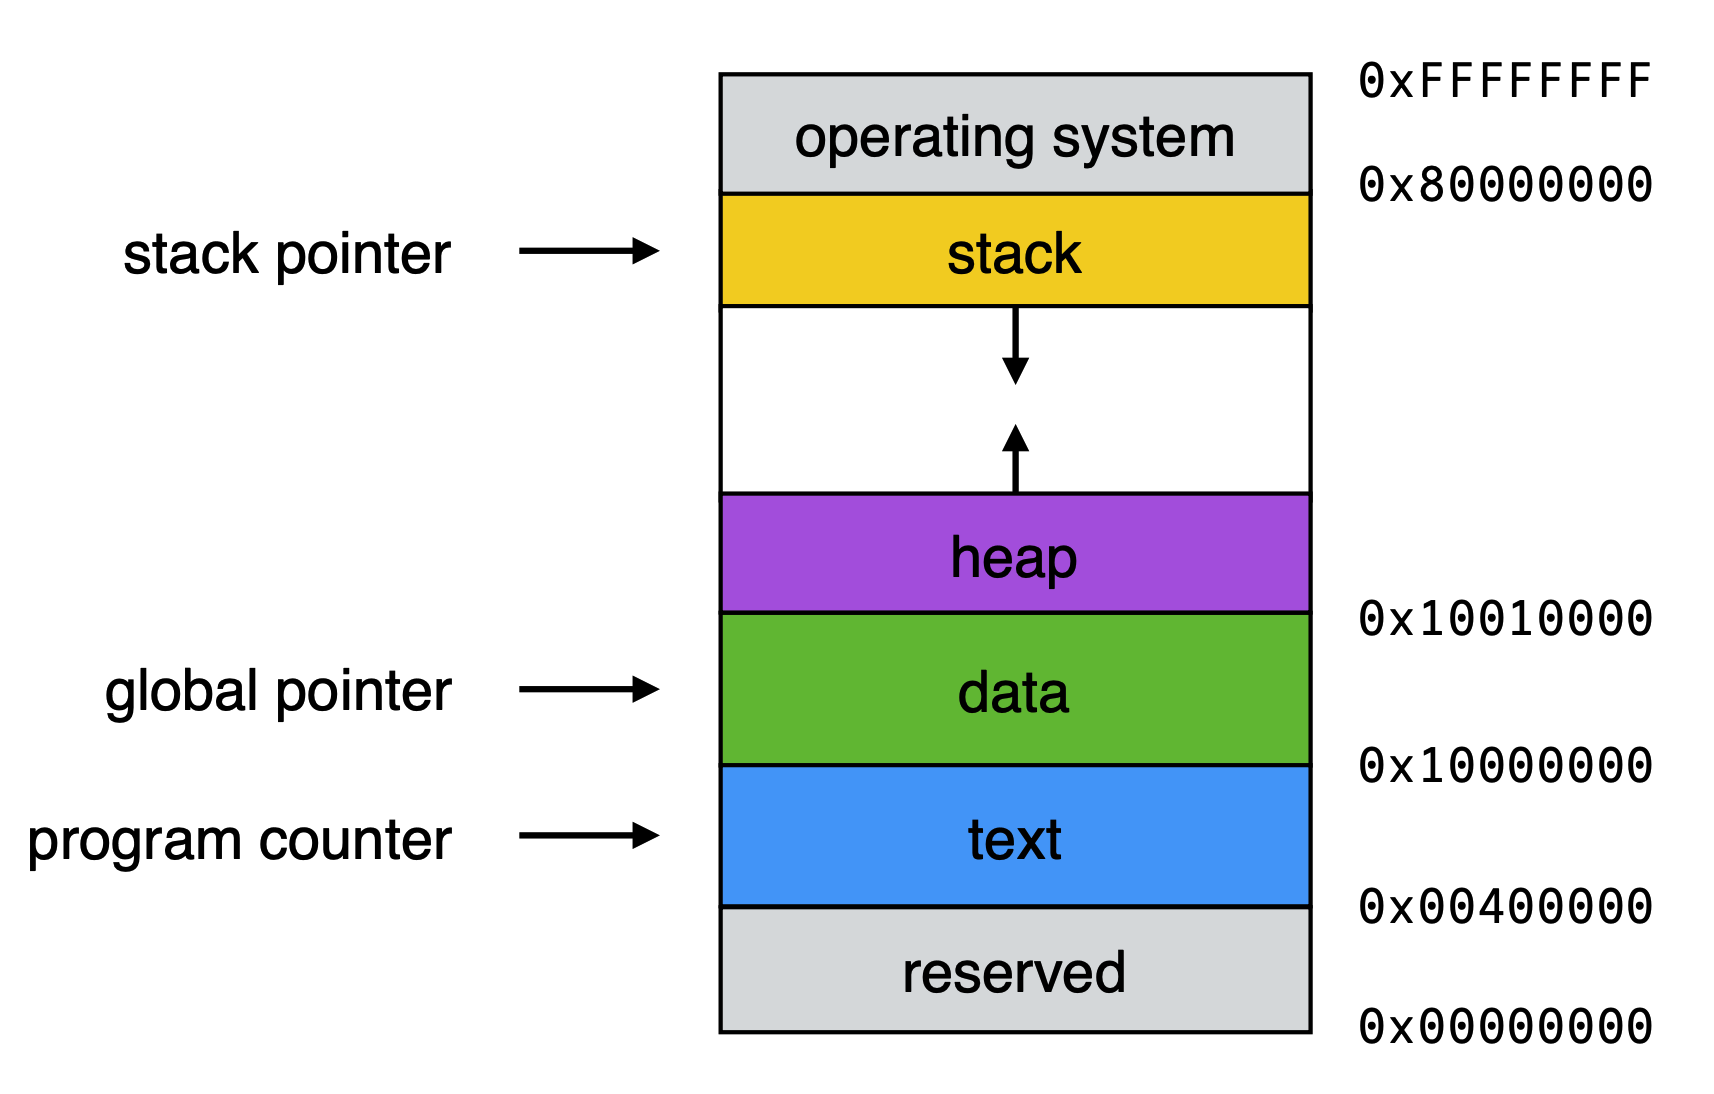 0xFFFFFFFF
operating system
0x80000000
stack pointer
stack
heap
0x10010000
global pointer
data
0x10000000
program counter
text
0x00400000
reserved
0x00000000